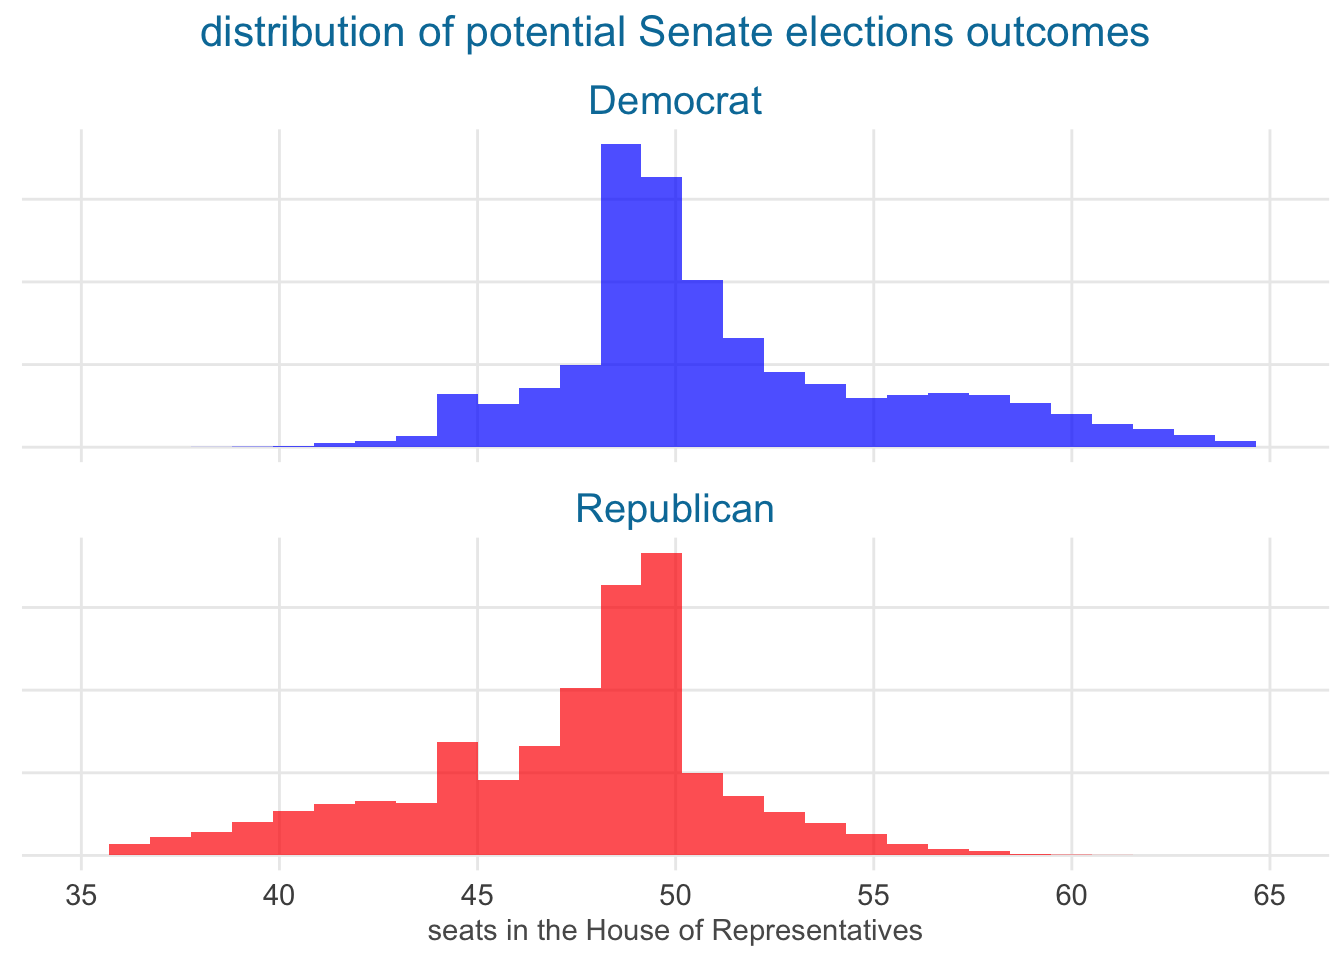 distribution of potential Senate elections outcomes
Democrat
Republican
35 40 45 50 55 60 65
seats in the House of Representatives